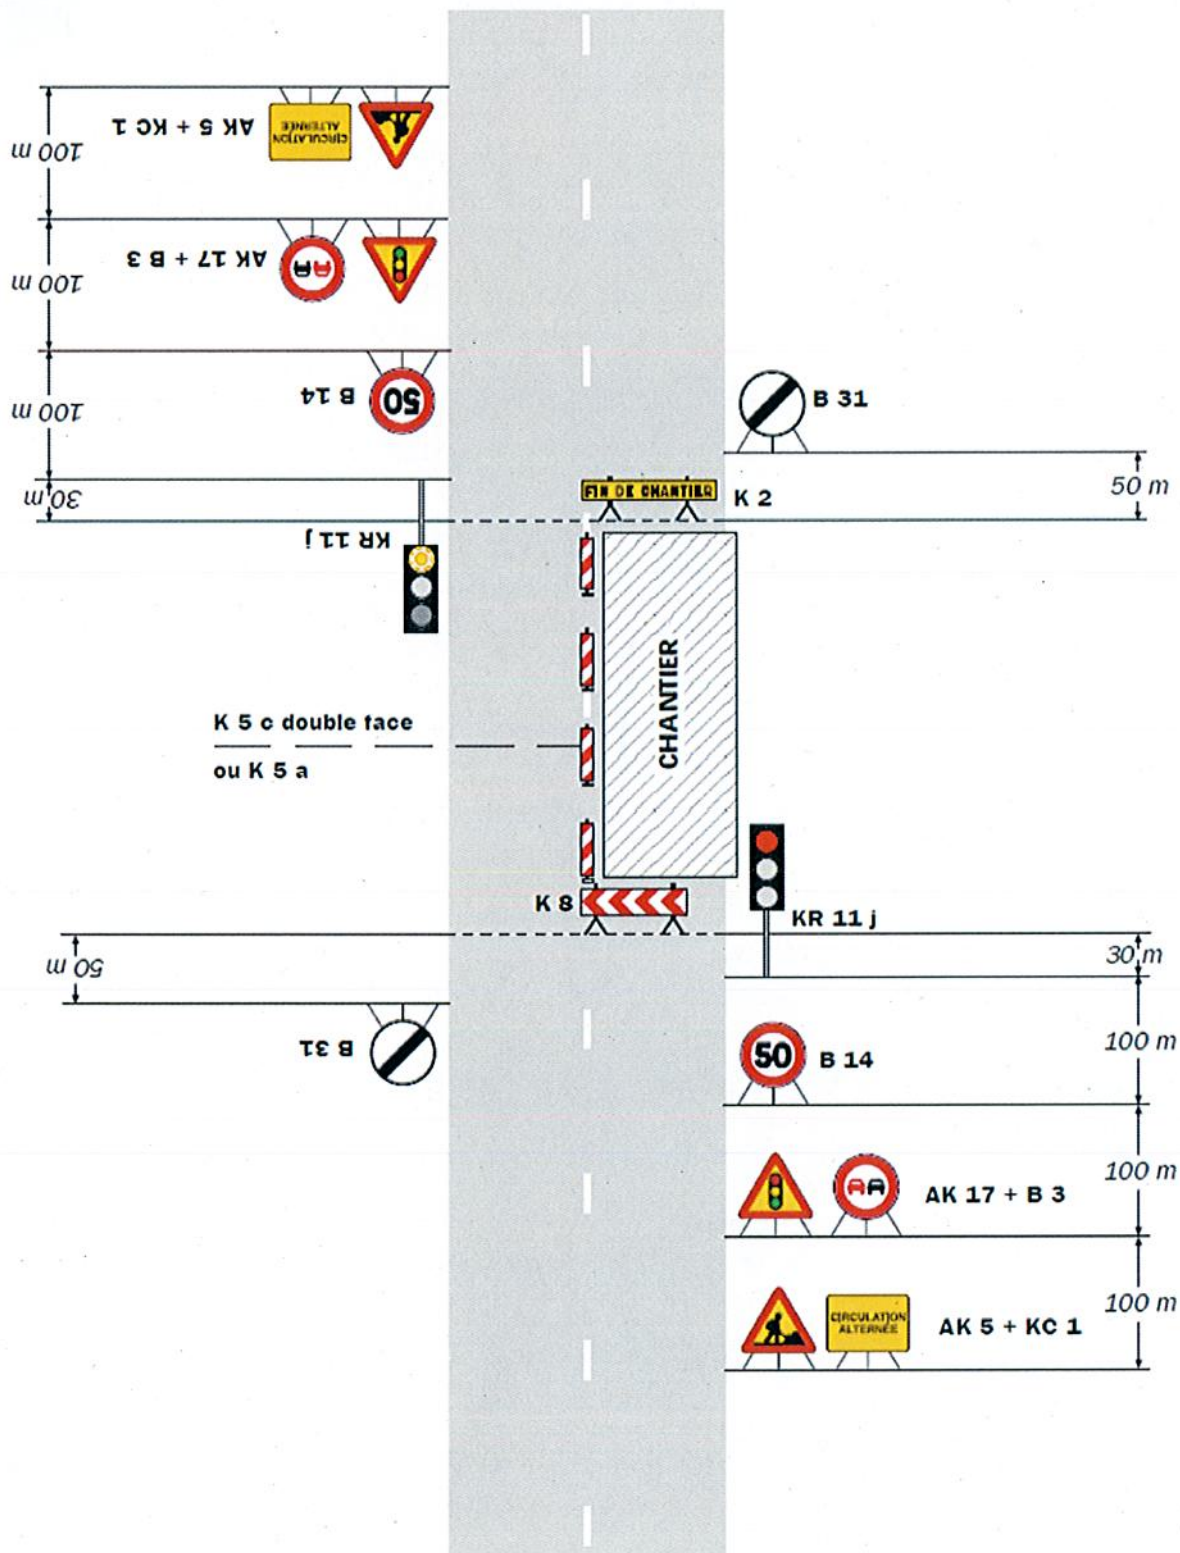 AK 5 + KC 1
CIRCULATION
ALTERNÉE
100 m
AK 17 + B 3
100 m
B 14
50
100 m
B 31
30 m
FIN DE CHANTIER
K 2
50 m
KR 11 j
CHANTIER
K 5 c double face
ou K 5 a
K 8
KR 11 j
50 m
30 m
B 31
50
B 14
100 m
AK 17 + B 3
100 m
CIRCULATION
ALTERNÉE
AK 5 + KC 1
100 m